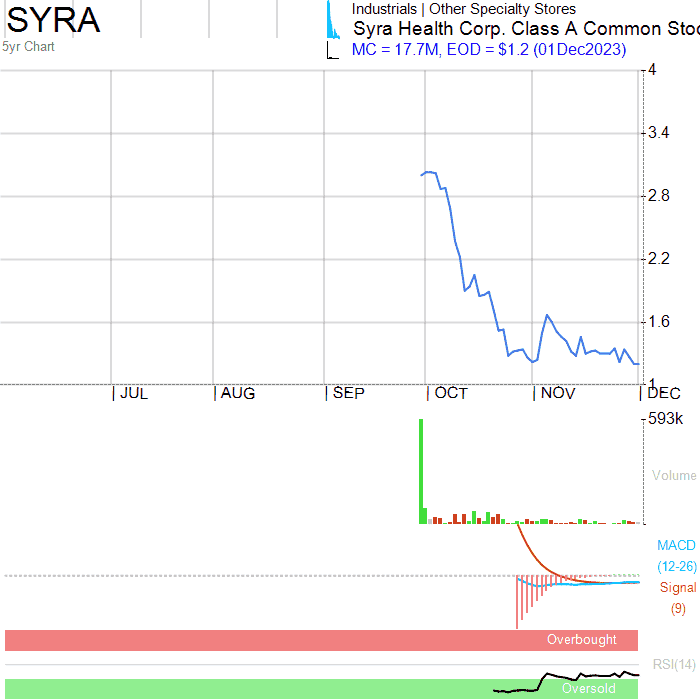 SYRA
5yr Chart
Industrials | Other Specialty Stores
Syra Health Corp. Class A Common Stoc
MC = 17.7M, EOD = $1.2 (01Dec2023)
4
3.4
2.8
2.2
1.6
1
JUL
AUG
SEP
OCT
NOV
DEC
593k
Volume
MACD
(12-26)
Signal
(9)
Overbought
RSI(14)
Oversold